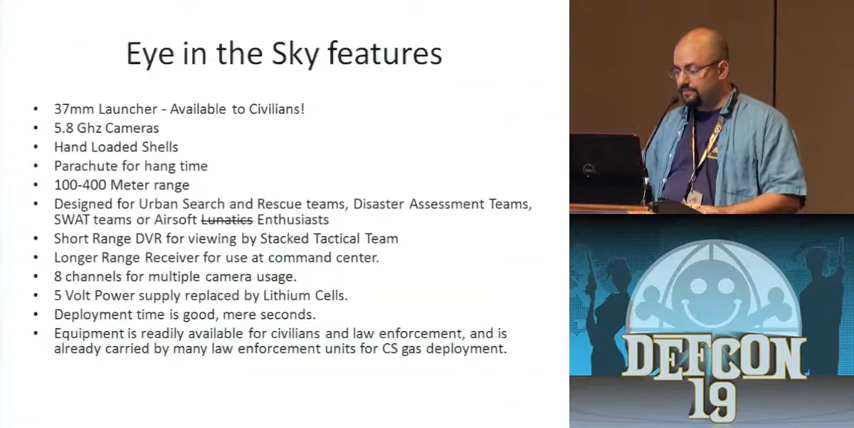 Eye in the Sky features
• 37mm Launcher - Available to Civilians!
• 5.8 Ghz Cameras
• Hand Loaded Shells
• Parachute for hang time
• 100-400 Meter range
• Designed for Urban Search and Rescue teams, Disaster Assessment Teams,
SWAT teams or Airsoft Lunatics Enthusiasts
• Short Range DVR for viewing by Stacked Tactical Team
• Longer Range Receiver for use at command center.
• 8 channels for multiple camera usage.
• 5 Volt Power supply replaced by Lithium Cells.
• Deployment time is good, mere seconds.
• Equipment is readily available for civilians and law enforcement, and is
already carried by many law enforcement units for CS gas deployment.
DEFCON
19